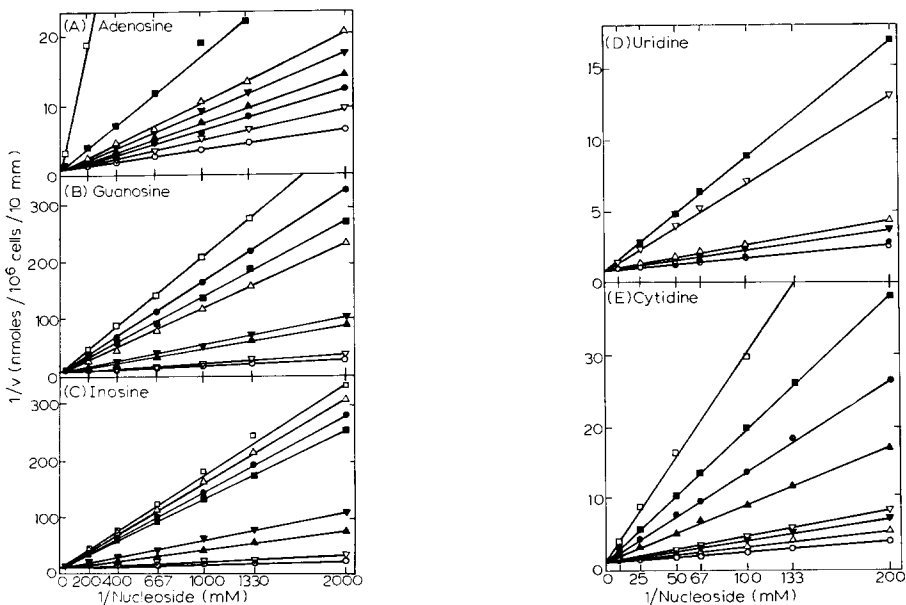 (A) Adenosine
20
10
0
(B) Guanosine
300
200
100
0
(C) Inosine
300
200
100
0
0 200 400 667 1000 1330 2000
1/Nucleoside (mM)
1/v (nmoles/10⁶ cells/10 mm)
(D) Uridine
15
10
5
0
(E) Cytidine
30
20
10
0
0 25 50 67 100 133 200
1/Nucleoside (mM)